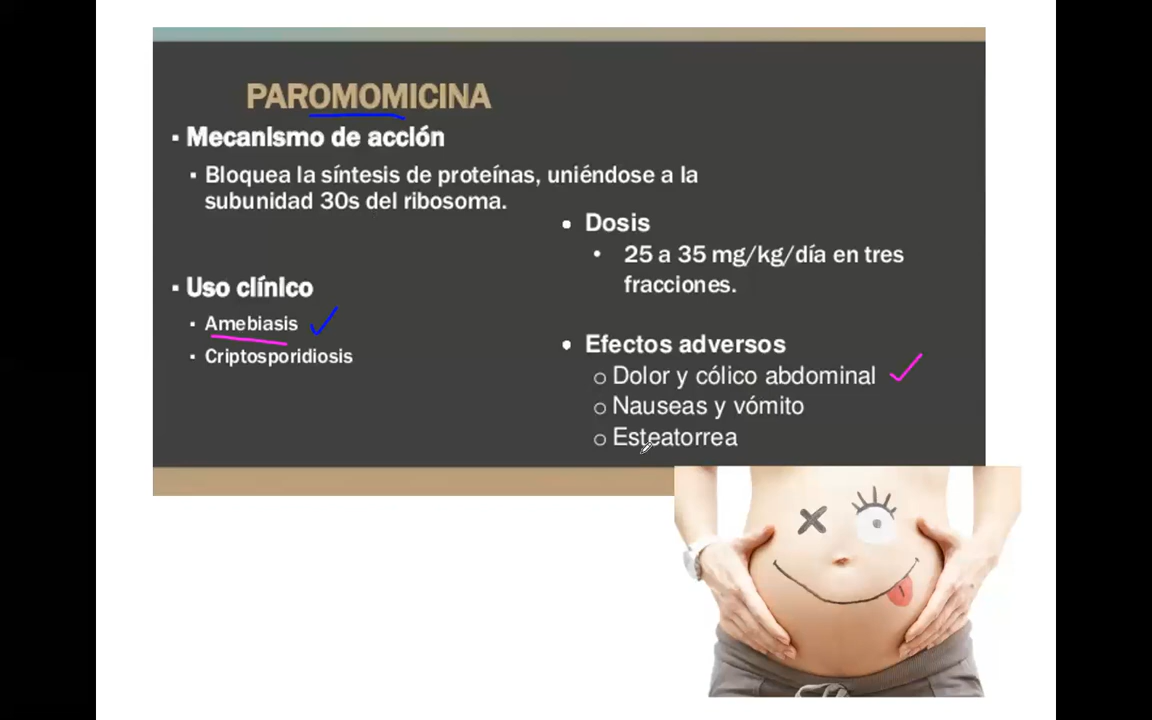 PAROMOMICINA
▪ Mecanismo de acción
▪ Bloquea la síntesis de proteínas, uniéndose a la
subunidad 30s del ribosoma.
▪ Uso clínico
▪ Amebiasis
▪ Criptosporidiosis
• Dosis
• 25 a 35 mg/kg/día en tres
fracciones.
• Efectos adversos
o Dolor y cólico abdominal
o Nauseas y vómito
o Esteatorrea